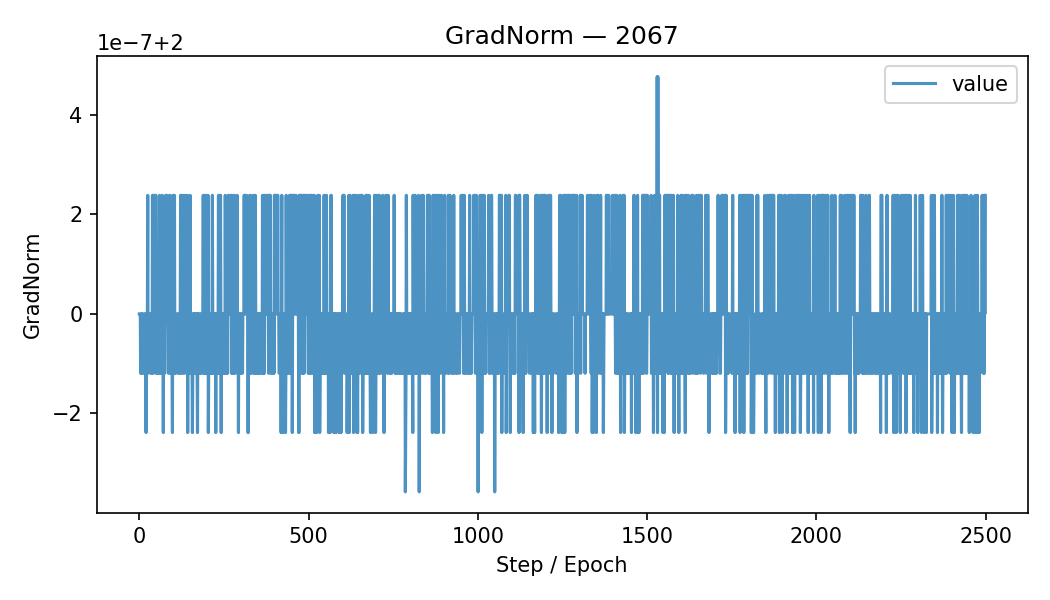 GradNorm — 2067
1e−7+2
value
4
2
0
−2
GradNorm
0
500
1000
1500
2000
2500
Step / Epoch